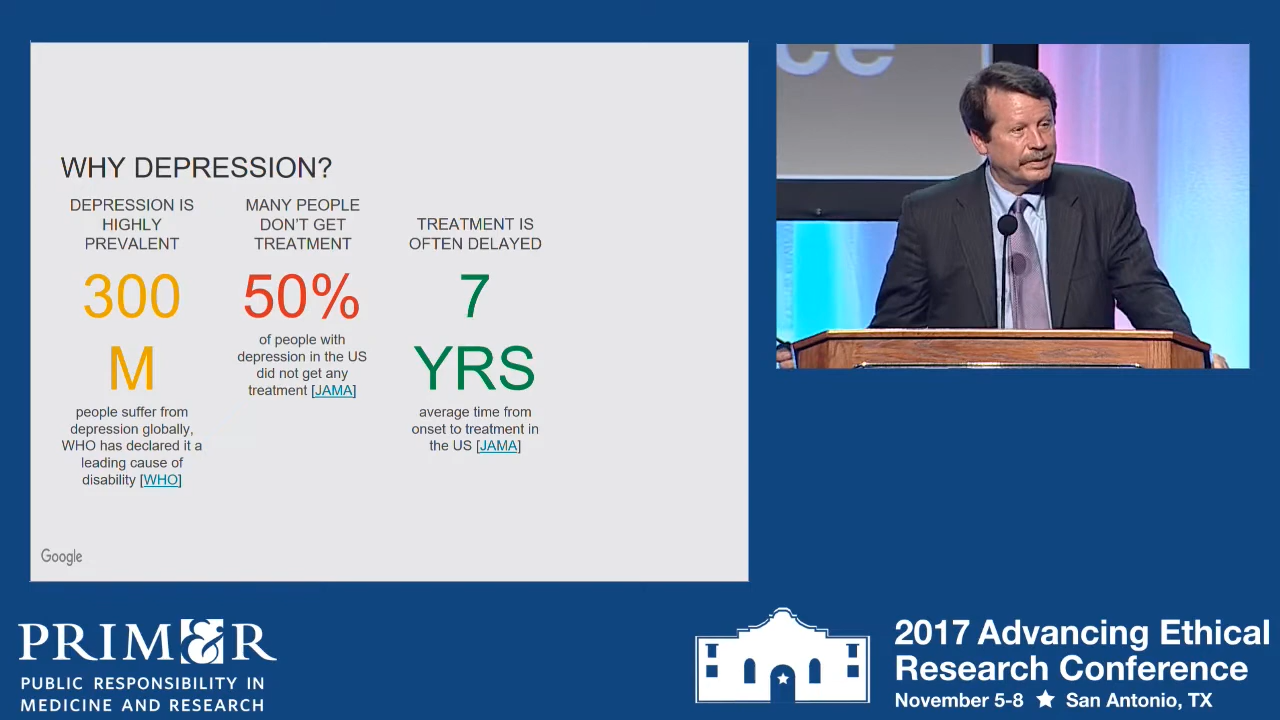 WHY DEPRESSION?
DEPRESSION IS
HIGHLY
PREVALENT
300
M
people suffer from
depression globally,
WHO has declared it a
leading cause of
disability [WHO]
MANY PEOPLE
DON'T GET
TREATMENT
50%
of people with
depression in the US
did not get any
treatment [JAMA]
TREATMENT IS
OFTEN DELAYED
7
YRS
average time from
onset to treatment in
the US [JAMA]
Google
ce
PRIM&R
PUBLIC RESPONSIBILITY IN
MEDICINE AND RESEARCH
2017 Advancing Ethical
Research Conference
November 5-8 ★ San Antonio, TX